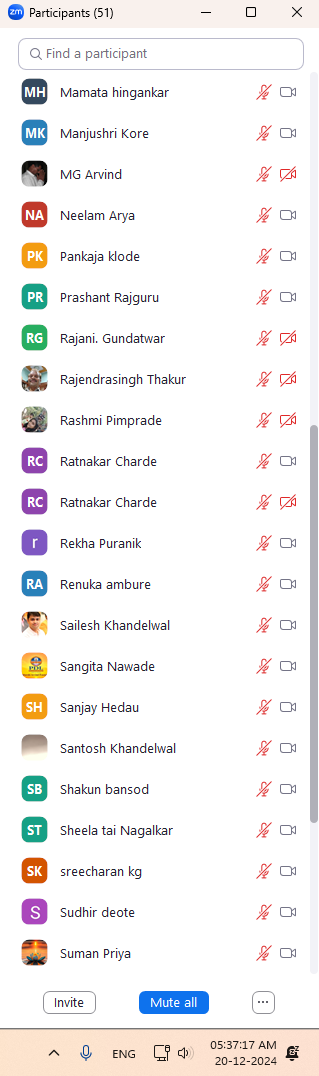 zm Participants (51)
Find a participant
MH Mamata hingankar
MK Manjushri Kore
MG Arvind
NA Neelam Arya
PK Pankaja klode
PR Prashant Rajguru
RG Rajani. Gundatwar
Rajendrasingh Thakur
Rashmi Pimprade
RC Ratnakar Charde
RC Ratnakar Charde
r Rekha Puranik
RA Renuka ambure
Sailesh Khandelwal
PDL Sangita Nawade
SH Sanjay Hedau
Santosh Khandelwal
SB Shakun bansod
ST Sheela tai Nagalkar
SK sreecharan kg
S Sudhir deote
Suman Priya
Invite Mute all ...
ENG 05:37:17 AM
20-12-2024